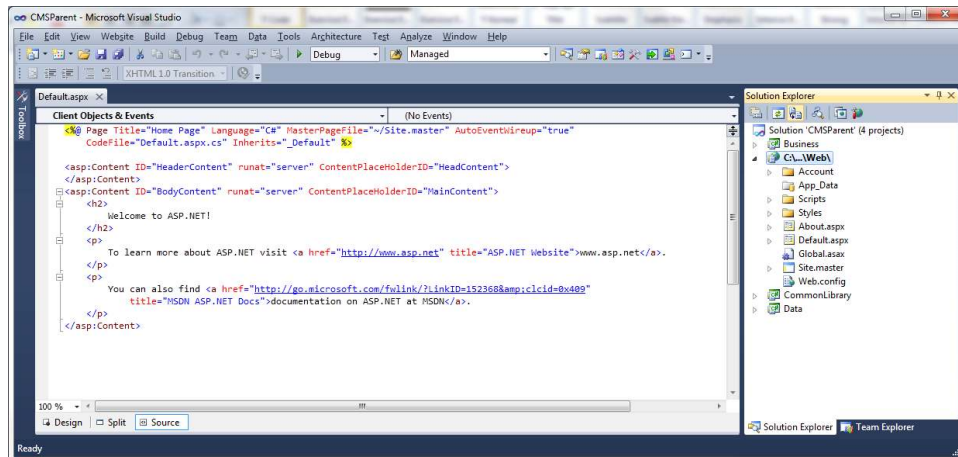 CMSParent - Microsoft Visual Studio
File Edit View Website Build Debug Team Data Tools Architecture Test Analyze Window Help
Debug Managed
XHTML 1.0 Transition
Toolbox
Default.aspx
Client Objects & Events (No Events)
<%@ Page Title="Home Page" Language="C#" MasterPageFile="~/Site.master" AutoEventWireup="true"
CodeFile="Default.aspx.cs" Inherits="_Default" %>
<asp:Content ID="HeaderContent" runat="server" ContentPlaceHolderID="HeadContent">
</asp:Content>
<asp:Content ID="BodyContent" runat="server" ContentPlaceHolderID="MainContent">
<h2>
Welcome to ASP.NET!
</h2>
<p>
To learn more about ASP.NET visit <a href="http://www.asp.net" title="ASP.NET Website">www.asp.net</a>.
</p>
<p>
You can also find <a href="http://go.microsoft.com/fwlink/?LinkID=152368&amp;clcid=0x409"
title="MSDN ASP.NET Docs">documentation on ASP.NET at MSDN</a>.
</p>
</asp:Content>
100 %
Design Split Source
Solution Explorer
Solution 'CMSParent' (4 projects)
Business
C:\...\Web\
Account
App_Data
Scripts
Styles
About.aspx
Default.aspx
Global.asax
Site.master
Web.config
CommonLibrary
Data
Solution Explorer Team Explorer
Ready